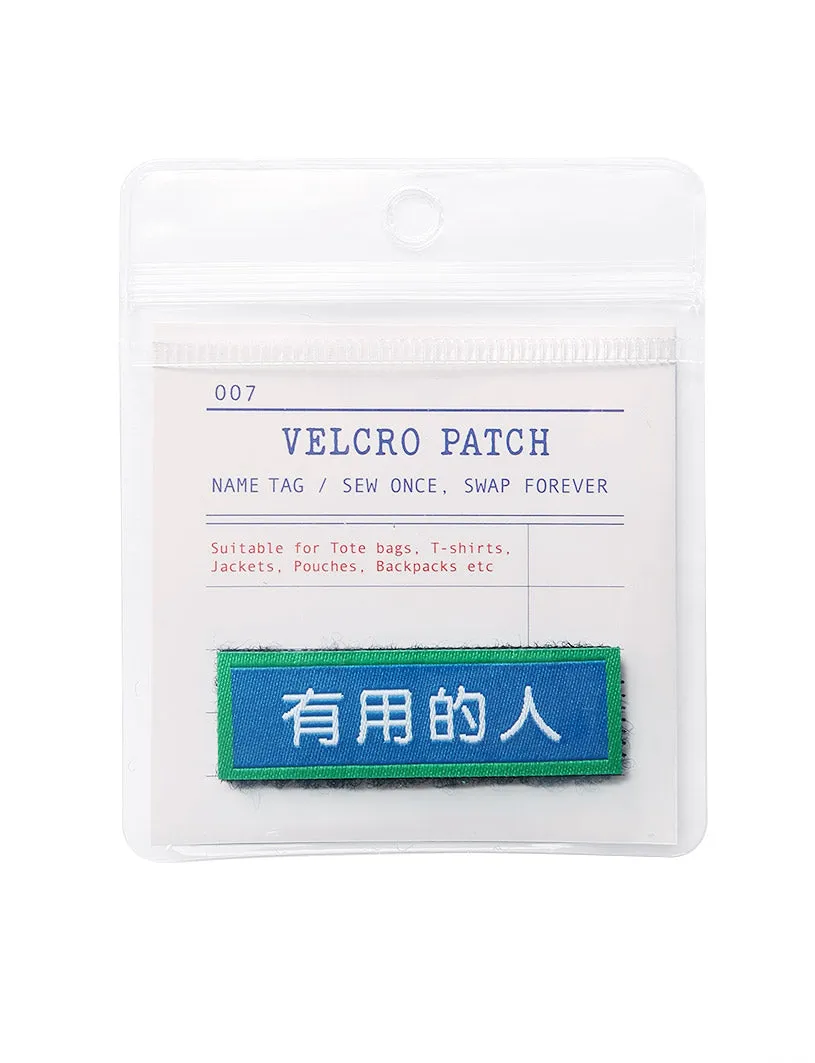 007
VELCRO PATCH
NAME TAG / SEW ONCE, SWAP FOREVER
Suitable for Tote bags, T-shirts,
Jackets, Pouches, Backpacks etc
有用的人